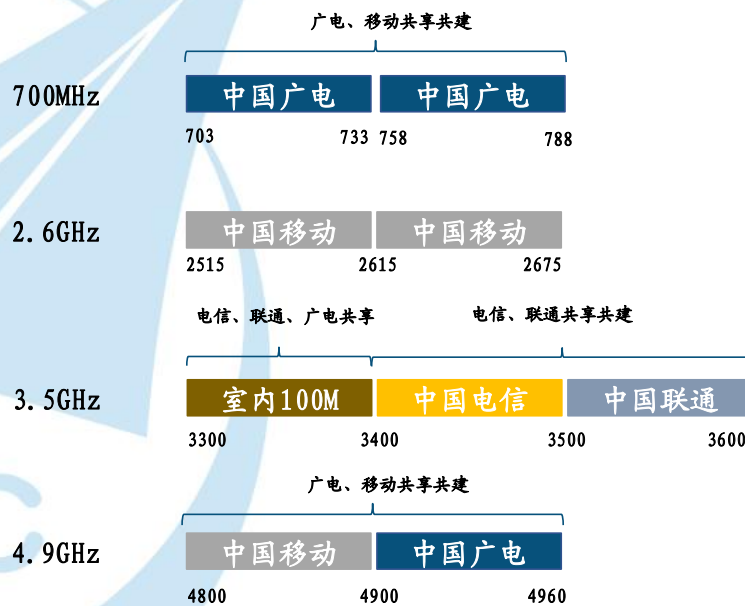 广电、移动共享共建
700MHz
中国广电 中国广电
703 733 758 788
2.6GHz
中国移动 中国移动
2515 2615 2675
电信、联通、广电共享 电信、联通共享共建
3.5GHz
室内100M 中国电信 中国联通
3300 3400 3500 3600
广电、移动共享共建
4.9GHz
中国移动 中国广电
4800 4900 4960